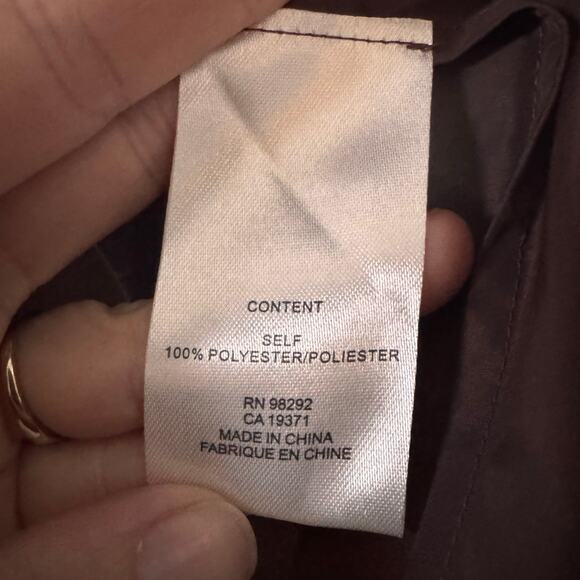 CONTENT
SELF
100% POLYESTER/POLIESTER
RN 98292
CA 19371
MADE IN CHINA
FABRIQUE EN CHINE